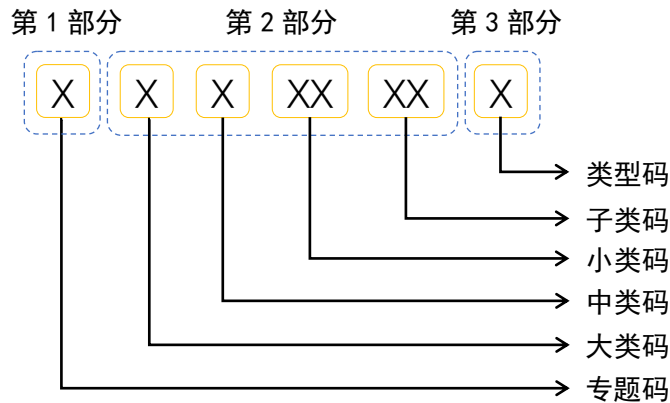 第 1 部分 第 2 部分 第 3 部分
X X X XX XX X
类型码
子类码
小类码
中类码
大类码
专题码